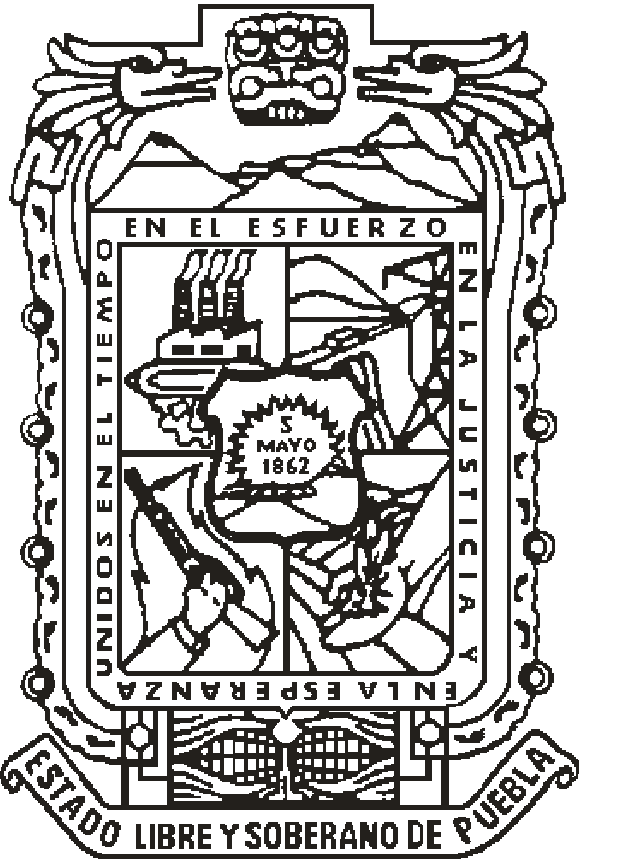 UNIDOS EN EL TIEMPO
EN EL ESFUERZO
EN LA JUSTICIA Y
EN LA ESPERANZA
5
MAYO
1862
ESTADO LIBRE Y SOBERANO DE PUEBLA